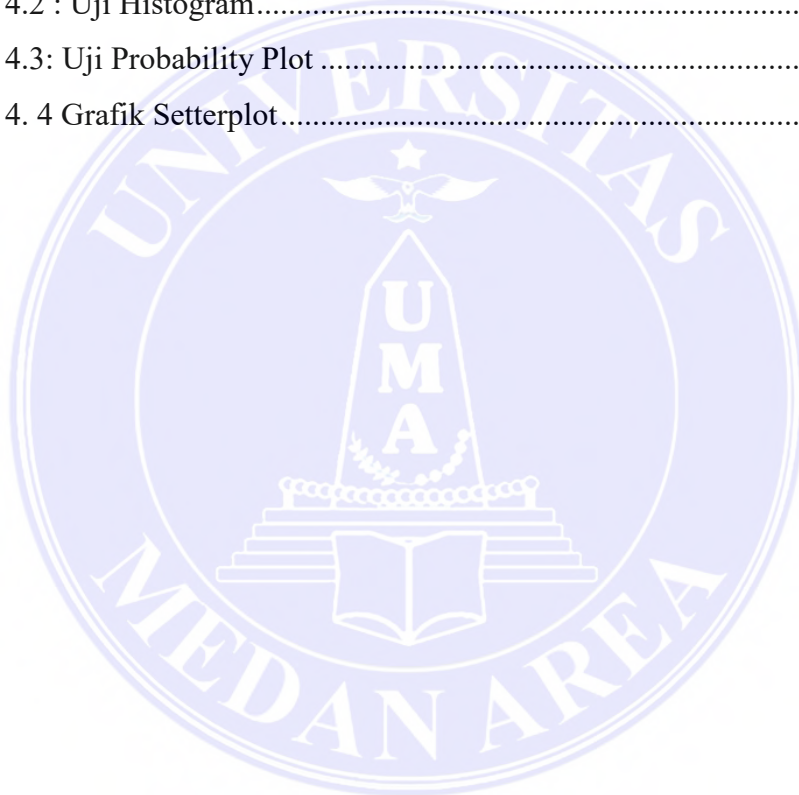 4.2 : Uji Histogram................................................................
4.3: Uji Probability Plot ........................................................
4. 4 Grafik Setterplot.............................................................
UNIVERSITAS
U
M
A
MEDAN AREA